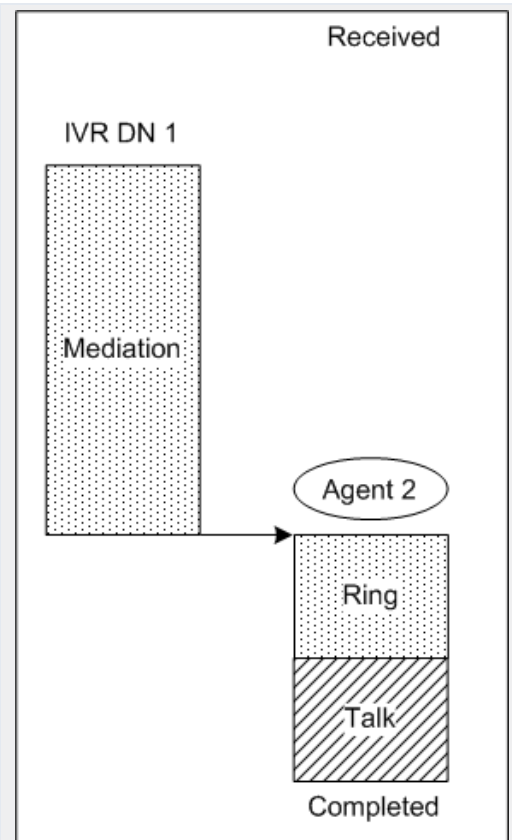 Received
IVR DN 1
Mediation
Agent 2
Ring
Talk
Completed